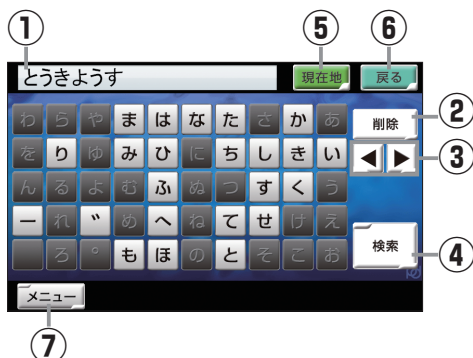 ① ⑤ ⑥
とうきようす 現在地 戻る
わ ら や ま は な た さ か あ 削除 ②
を り ゆ み ひ に ち し き い ◀ ▶ ③
ん る よ む ふ ぬ つ す く う
ー れ ゛ め へ ね て せ け え
ろ ゜ も ほ の と そ こ お 検索 ④
メニュー
⑦